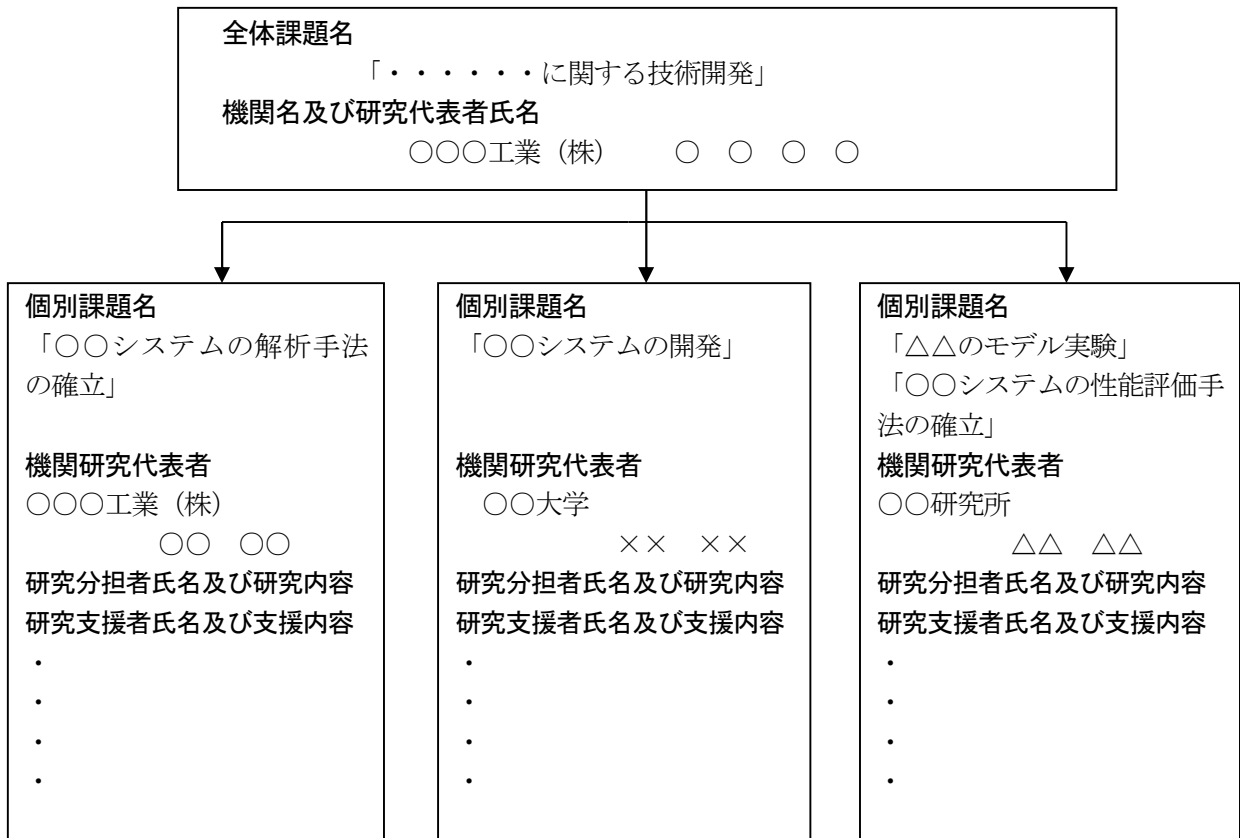 全体課題名
「・・・・・・に関する技術開発」
機関名及び研究代表者氏名
○○○工業（株）　　○　○　○　○
個別課題名
「○○システムの解析手法
の確立」
機関研究代表者
○○○工業（株）
○○　○○
研究分担者氏名及び研究内容
研究支援者氏名及び支援内容
・
・
・
・
個別課題名
「○○システムの開発」
機関研究代表者
○○大学
××　××
研究分担者氏名及び研究内容
研究支援者氏名及び支援内容
・
・
・
・
個別課題名
「△△のモデル実験」
「○○システムの性能評価手
法の確立」
機関研究代表者
○○研究所
△△　△△
研究分担者氏名及び研究内容
研究支援者氏名及び支援内容
・
・
・
・